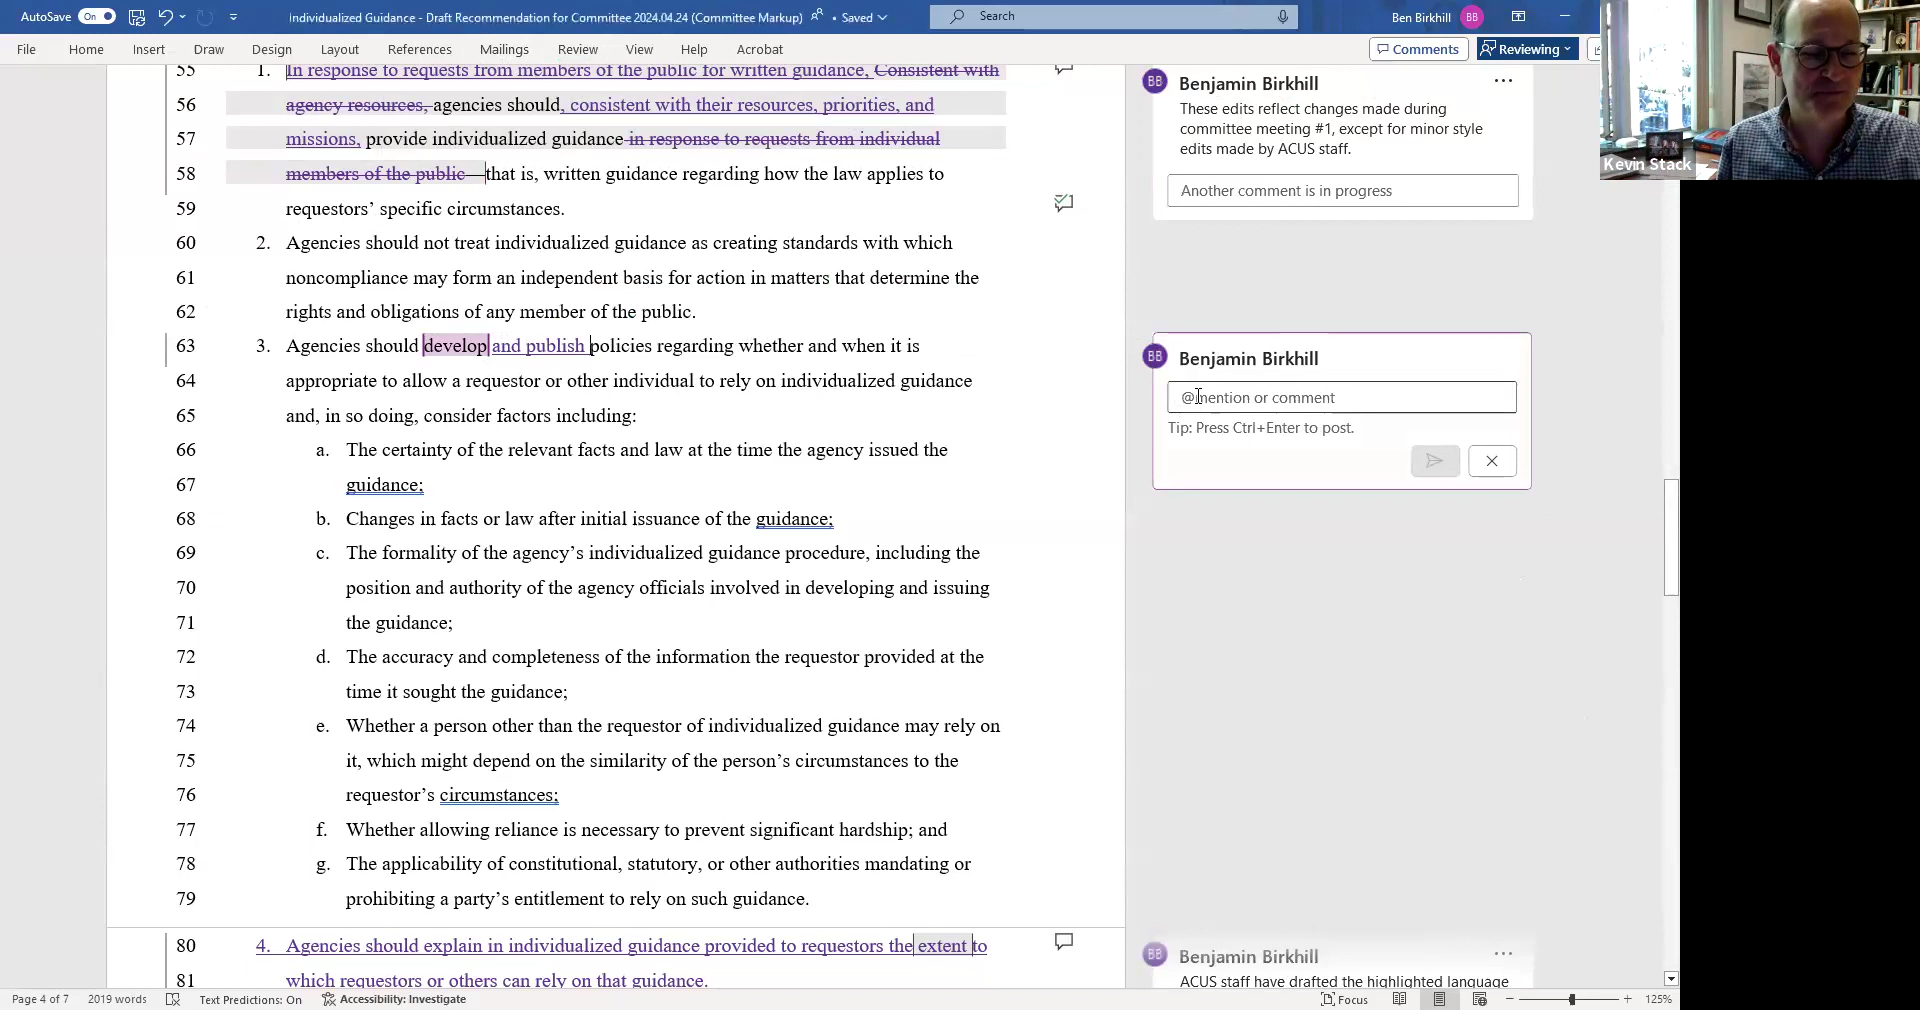 AutoSave On Individualized Guidance - Draft Recommendation for Committee 2024.04.24 (Committee Markup) • Saved Search Ben Birkhill BB
File Home Insert Draw Design Layout References Mailings Review View Help Acrobat Comments Reviewing
55 1. In response to requests from members of the public for written guidance, Consistent with
56 agency resources, agencies should, consistent with their resources, priorities, and
57 missions, provide individualized guidance in response to requests from individual
58 members of the public—that is, written guidance regarding how the law applies to
59 requestors’ specific circumstances.
60 2. Agencies should not treat individualized guidance as creating standards with which
61 noncompliance may form an independent basis for action in matters that determine the
62 rights and obligations of any member of the public.
63 3. Agencies should develop and publish policies regarding whether and when it is
64 appropriate to allow a requestor or other individual to rely on individualized guidance
65 and, in so doing, consider factors including:
66 a. The certainty of the relevant facts and law at the time the agency issued the
67 guidance;
68 b. Changes in facts or law after initial issuance of the guidance;
69 c. The formality of the agency’s individualized guidance procedure, including the
70 position and authority of the agency officials involved in developing and issuing
71 the guidance;
72 d. The accuracy and completeness of the information the requestor provided at the
73 time it sought the guidance;
74 e. Whether a person other than the requestor of individualized guidance may rely on
75 it, which might depend on the similarity of the person’s circumstances to the
76 requestor’s circumstances;
77 f. Whether allowing reliance is necessary to prevent significant hardship; and
78 g. The applicability of constitutional, statutory, or other authorities mandating or
79 prohibiting a party’s entitlement to rely on such guidance.
80 4. Agencies should explain in individualized guidance provided to requestors the extent to
81 which requestors or others can rely on that guidance.
BB Benjamin Birkhill
These edits reflect changes made during
committee meeting #1, except for minor style
edits made by ACUS staff.
Another comment is in progress
BB Benjamin Birkhill
@mention or comment
Tip: Press Ctrl+Enter to post.
BB Benjamin Birkhill
ACUS staff have drafted the highlighted language
Kevin Stack
Page 4 of 7 2019 words Text Predictions: On Accessibility: Investigate Focus 125%